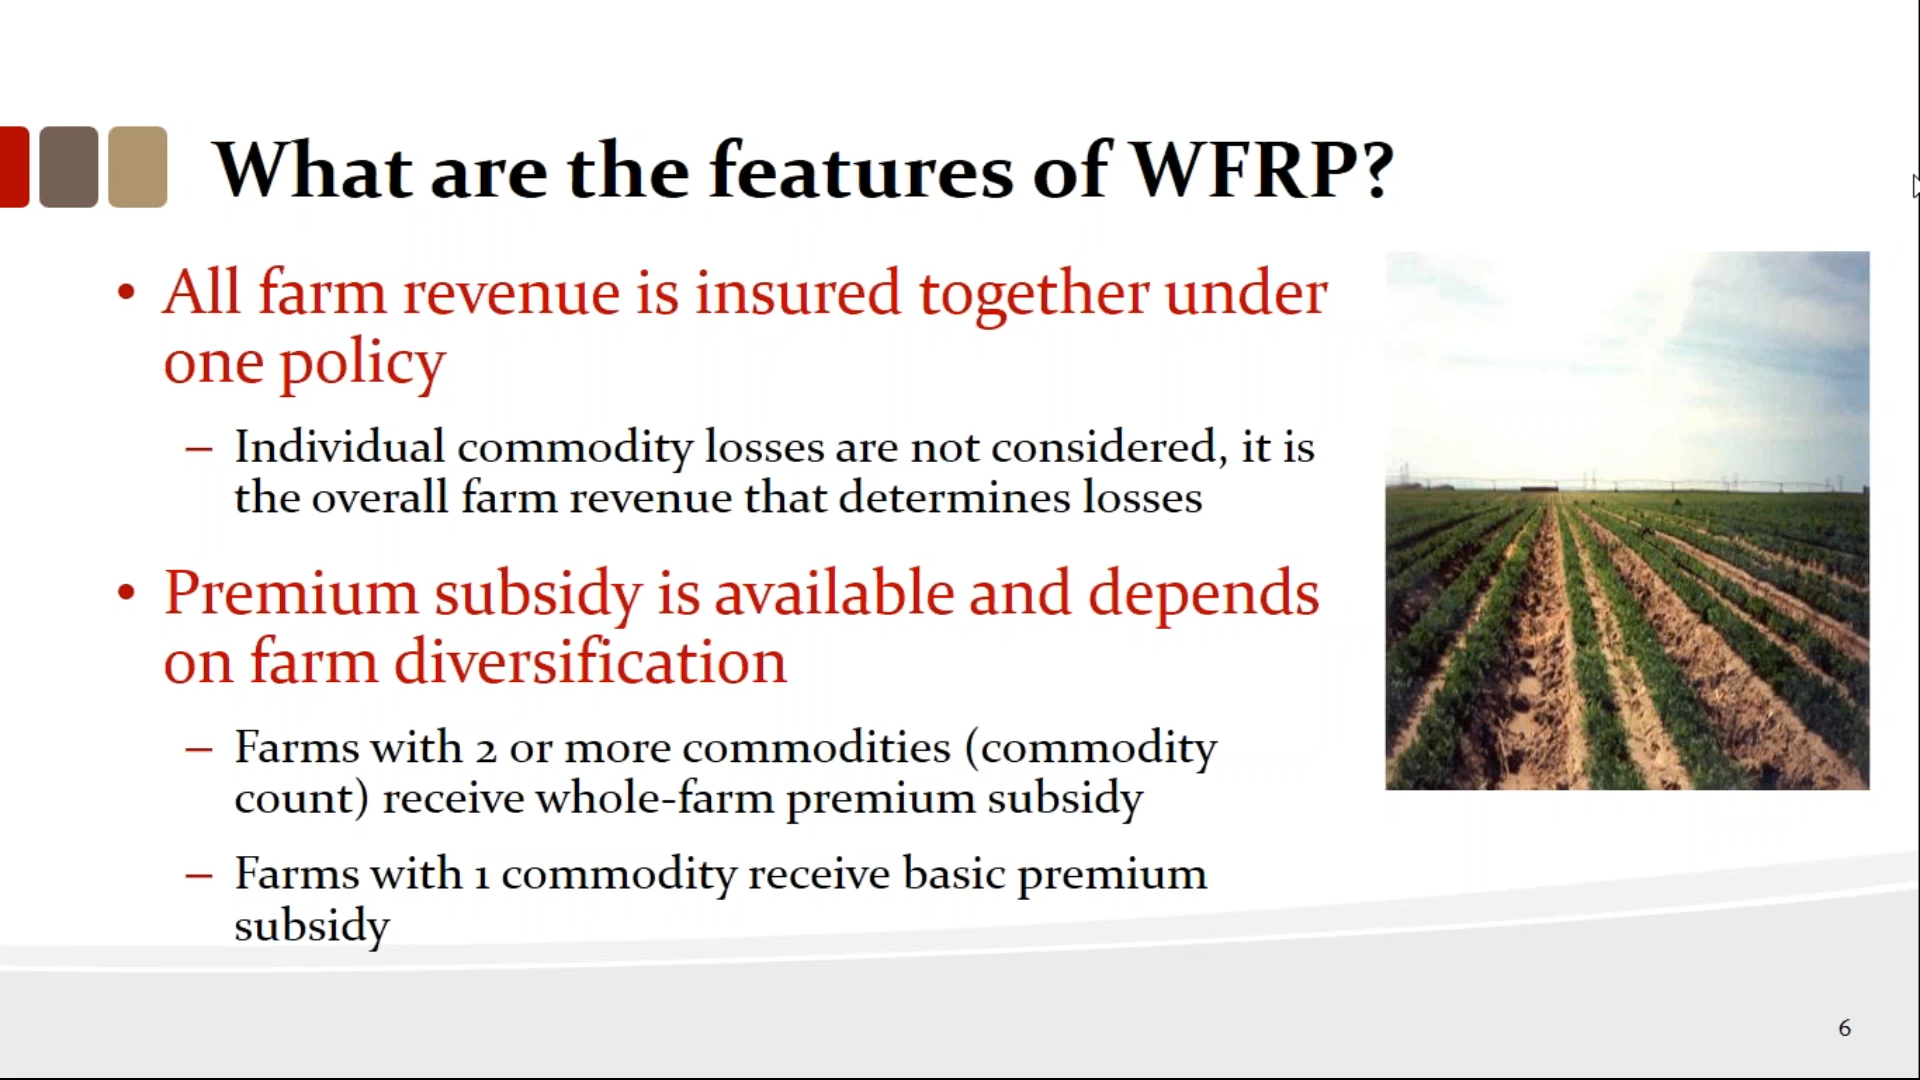 What are the features of WFRP?
• All farm revenue is insured together under
one policy
– Individual commodity losses are not considered, it is
the overall farm revenue that determines losses
• Premium subsidy is available and depends
on farm diversification
– Farms with 2 or more commodities (commodity
count) receive whole-farm premium subsidy
– Farms with 1 commodity receive basic premium
subsidy
6